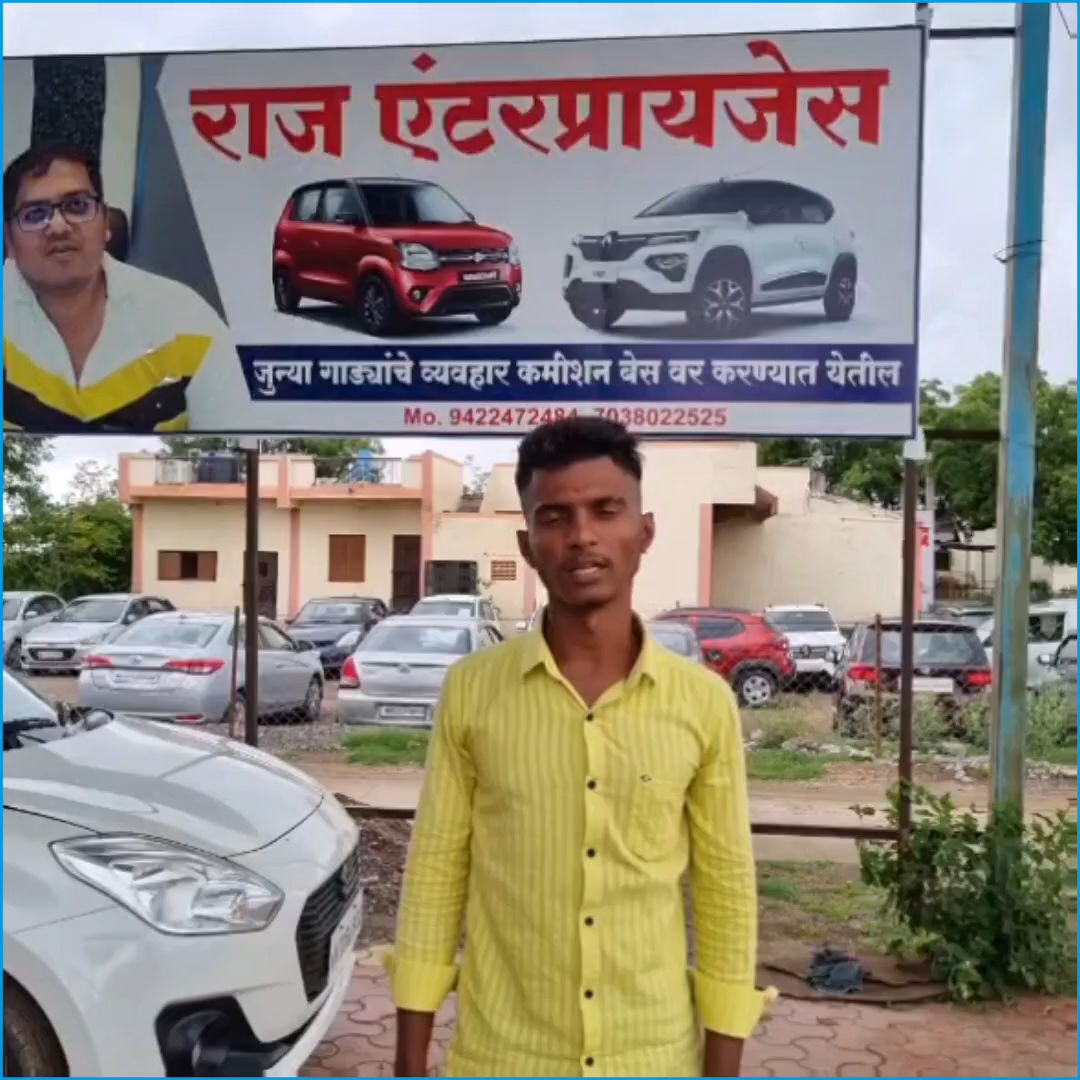 राज एंटरप्रायजेस
जुन्या गाड्यांचे व्यवहार कमीशन बेस वर करण्यात येतील
Mo. 9422472484 7038022525